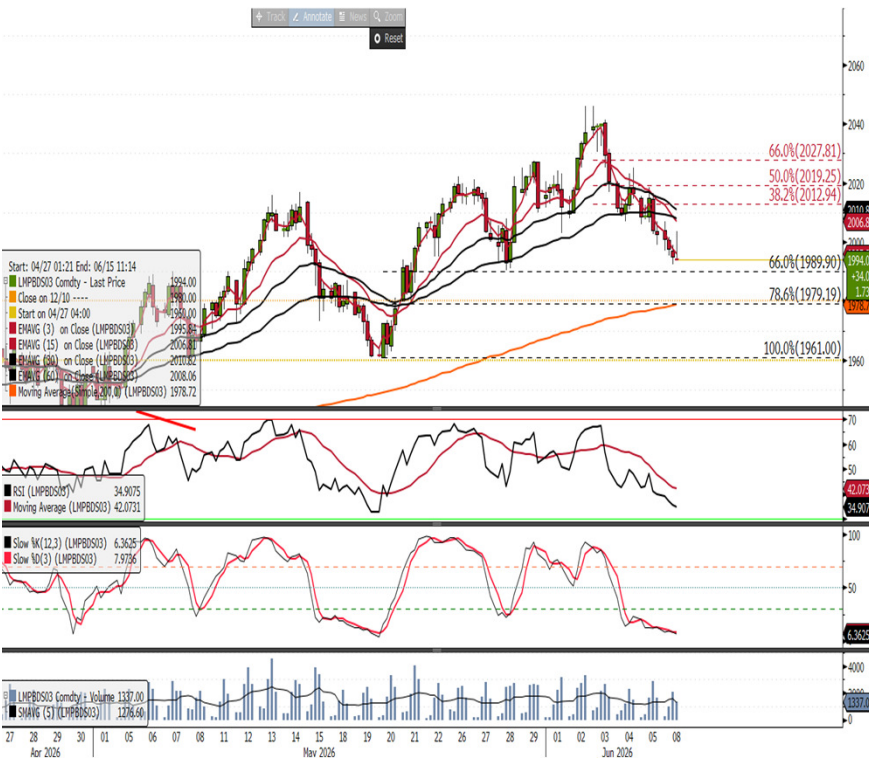 Track Annotate News Zoom
Reset
2060
2040
66.0%(2027.81)
50.0%(2019.25)
2020
38.2%(2012.94)
2010.8
2006.8
2000
Start: 04/27 01:21 End: 06/15 11:14
LMPBDS03 Comdty - Last Price 1994.00
Close on 12/10 ---- 1980.00
Start on 04/27 04:00
EMAVG (3) on Close (LMPBDS03) 1995.84
EMAVG (15) on Close (LMPBDS03) 2006.81
EMAVG (30) on Close (LMPBDS03) 2010.82
EMAVG (60) on Close (LMPBDS03) 2008.06
Moving Average(Simple,200,0) (LMPBDS03) 1978.72
66.0%(1989.90)
1994.0
+34.0
1.73
78.6%(1979.19)
1978.7
100.0%(1961.00)
1960
70
60
50
RSI (LMPBDS03) 34.9075
Moving Average (LMPBDS03) 42.0731
42.073
34.907
100
Slow %K(12,3) (LMPBDS03) 6.3625
Slow %D(3) (LMPBDS03) 7.9736
50
6.3625
4000
LMPBDS03 Comdty - Volume 1337.00
SMAVG (5) (LMPBDS03) 1276.60
1337.0
0
27 28 29 30 01 05 06 07 08 11 12 13 14 15 18 19 20 21 22 26 27 28 29 01 02 03 04 05 08
Apr 2026 May 2026 Jun 2026